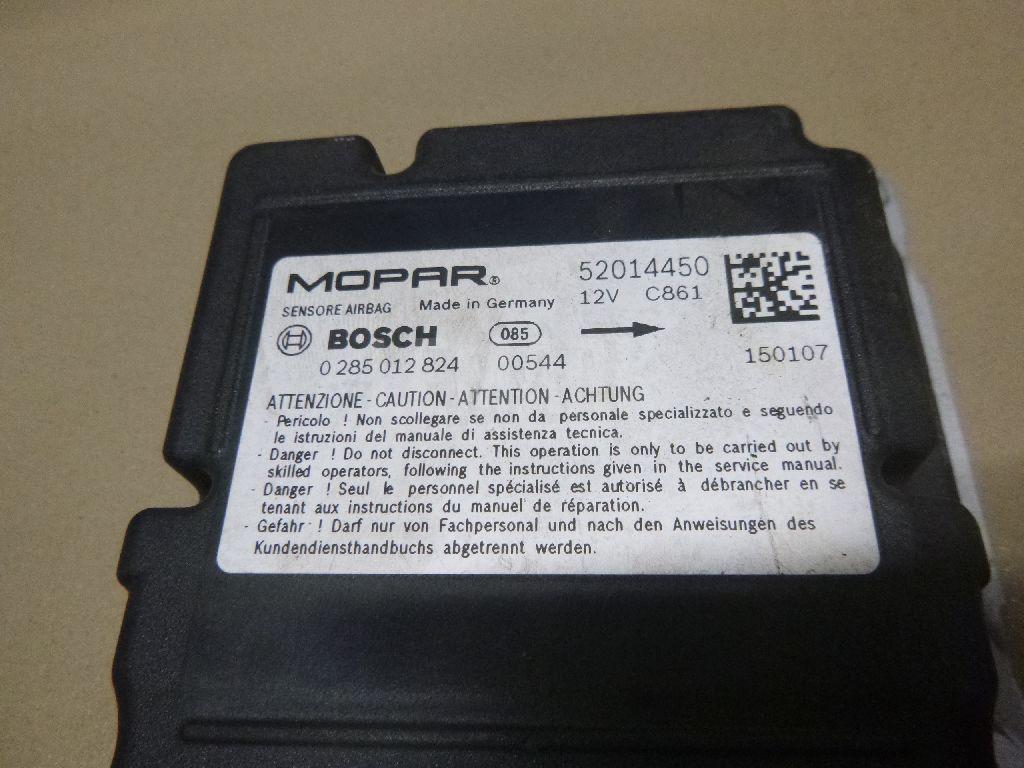 MOPAR® 52014450
SENSORE AIRBAG Made in Germany 12V C861
BOSCH 085
0 285 012 824 00544 150107
ATTENZIONE - CAUTION - ATTENTION - ACHTUNG
- Pericolo ! Non scollegare se non da personale specializzato e seguendo
le istruzioni del manuale di assistenza tecnica.
- Danger ! Do not disconnect. This operation is only to be carried out by
skilled operators, following the instructions given in the service manual.
- Danger ! Seul le personnel spécialisé est autorisé à débrancher en se
tenant aux instructions du manuel de réparation.
- Gefahr ! Darf nur von Fachpersonal und nach den Anweisungen des
Kundendiensthandbuchs abgetrennt werden.